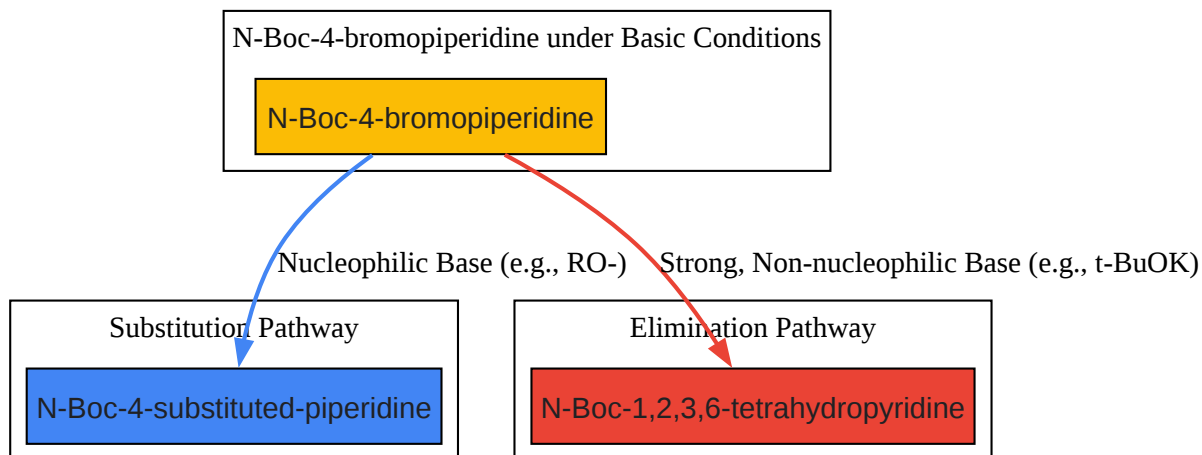 N-Boc-4-bromopiperidine under Basic Conditions
N-Boc-4-bromopiperidine
Nucleophilic Base (e.g., RO-)
Strong, Non-nucleophilic Base (e.g., t-BuOK)
Substitution Pathway
Elimination Pathway
N-Boc-4-substituted-piperidine
N-Boc-1,2,3,6-tetrahydropyridine